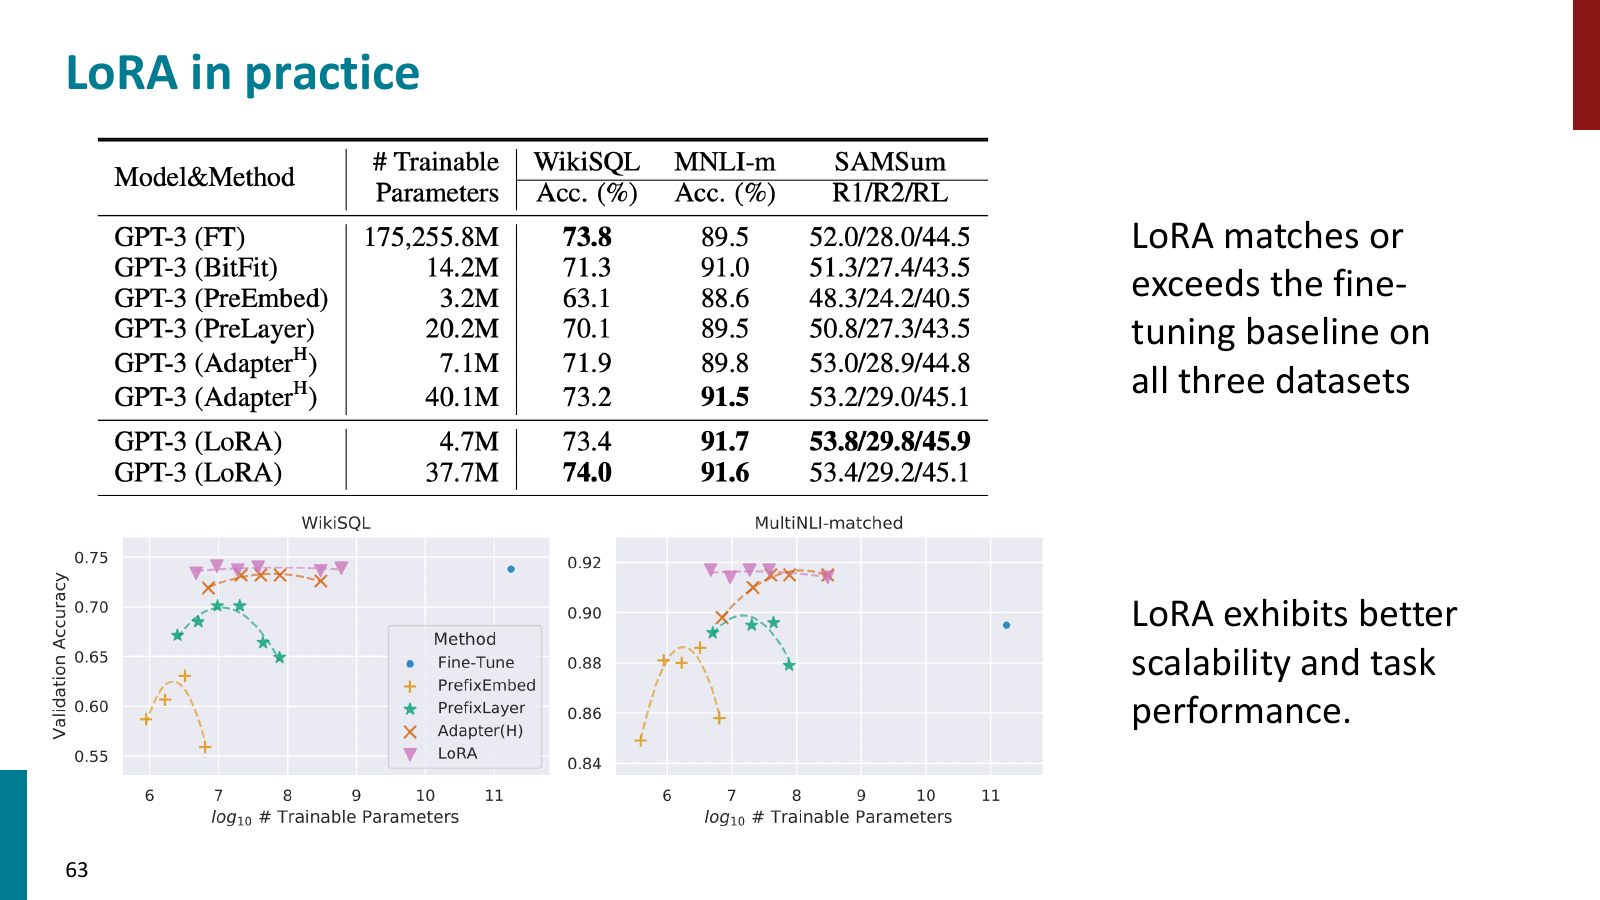 LoRA in practice
Model&Method # Trainable Parameters WikiSQL MNLI-m SAMSum
Acc. (%) Acc. (%) R1/R2/RL
GPT-3 (FT) 175,255.8M 73.8 89.5 52.0/28.0/44.5
GPT-3 (BitFit) 14.2M 71.3 91.0 51.3/27.4/43.5
GPT-3 (PreEmbed) 3.2M 63.1 88.6 48.3/24.2/40.5
GPT-3 (PreLayer) 20.2M 70.1 89.5 50.8/27.3/43.5
GPT-3 (AdapterH) 7.1M 71.9 89.8 53.0/28.9/44.8
GPT-3 (AdapterH) 40.1M 73.2 91.5 53.2/29.0/45.1
GPT-3 (LoRA) 4.7M 73.4 91.7 53.8/29.8/45.9
GPT-3 (LoRA) 37.7M 74.0 91.6 53.4/29.2/45.1
LoRA matches or
exceeds the fine-
tuning baseline on
all three datasets
WikiSQL
Validation Accuracy
0.75
0.70
0.65
0.60
0.55
Method
Fine-Tune
PrefixEmbed
PrefixLayer
Adapter(H)
LoRA
6 7 8 9 10 11
log10 # Trainable Parameters
MultiNLI-matched
0.92
0.90
0.88
0.86
0.84
6 7 8 9 10 11
log10 # Trainable Parameters
LoRA exhibits better
scalability and task
performance.
63